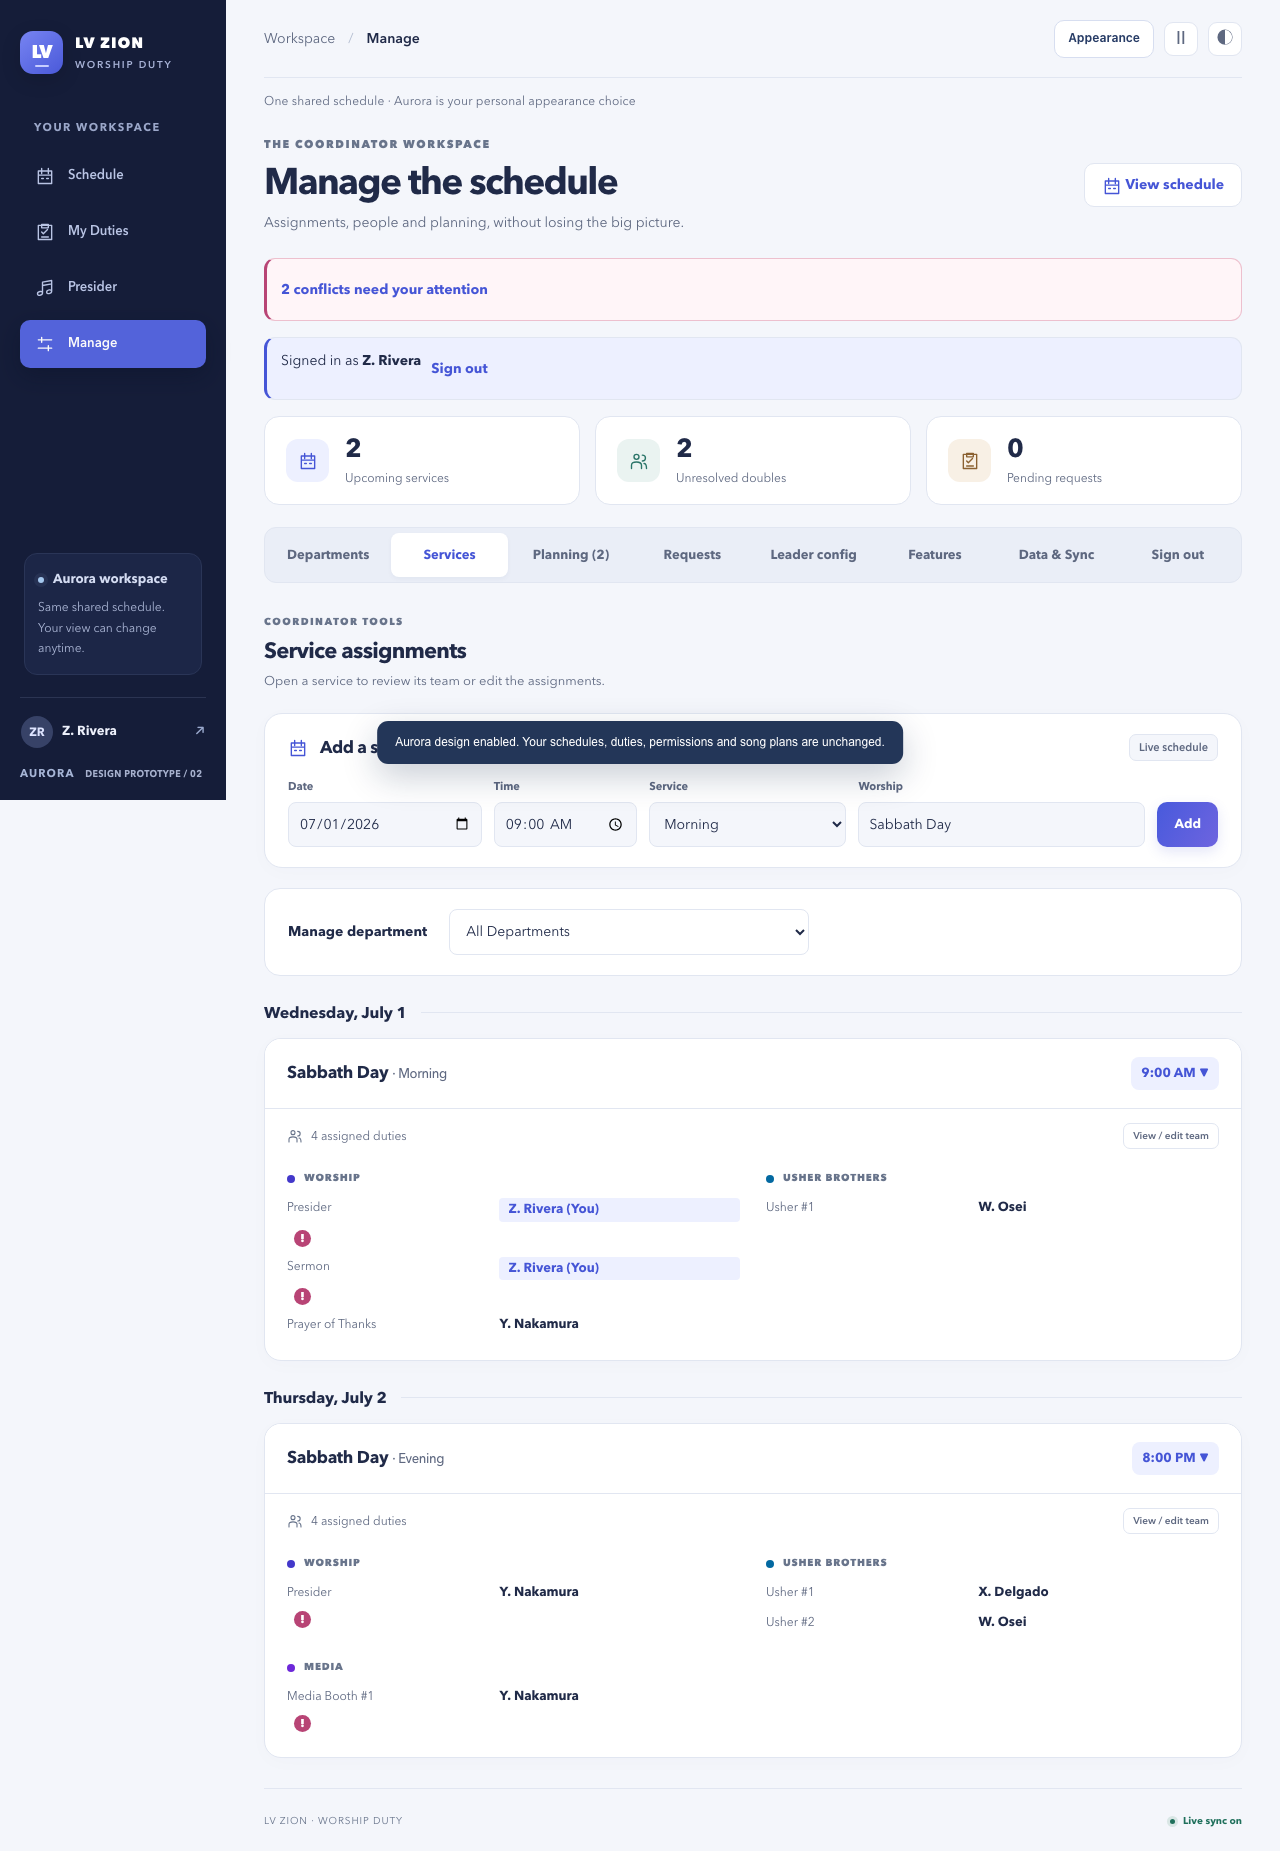 LV
LV ZION
WORSHIP DUTY
YOUR WORKSPACE
Schedule
My Duties
Presider
Manage
Aurora workspace
Same shared schedule.
Your view can change
anytime.
ZR
Z. Rivera
AURORA
DESIGN PROTOTYPE / 02
Workspace / Manage
Appearance
One shared schedule · Aurora is your personal appearance choice
THE COORDINATOR WORKSPACE
Manage the schedule
View schedule
Assignments, people and planning, without losing the big picture.
2 conflicts need your attention
Signed in as Z. Rivera Sign out
2
Upcoming services
2
Unresolved doubles
0
Pending requests
Departments
Services
Planning (2)
Requests
Leader config
Features
Data & Sync
Sign out
COORDINATOR TOOLS
Service assignments
Open a service to review its team or edit the assignments.
Add a s
Aurora design enabled. Your schedules, duties, permissions and song plans are unchanged.
Live schedule
Date
Time
Service
Worship
07/01/2026
09:00 AM
Morning
Sabbath Day
Add
Manage department
All Departments
Wednesday, July 1
Sabbath Day · Morning
9:00 AM ▼
4 assigned duties
View / edit team
WORSHIP
Presider
Z. Rivera (You)
!
Sermon
Z. Rivera (You)
!
Prayer of Thanks
Y. Nakamura
USHER BROTHERS
Usher #1
W. Osei
Thursday, July 2
Sabbath Day · Evening
8:00 PM ▼
4 assigned duties
View / edit team
WORSHIP
Presider
Y. Nakamura
!
USHER BROTHERS
Usher #1
X. Delgado
Usher #2
W. Osei
MEDIA
Media Booth #1
Y. Nakamura
!
LV ZION · WORSHIP DUTY
Live sync on